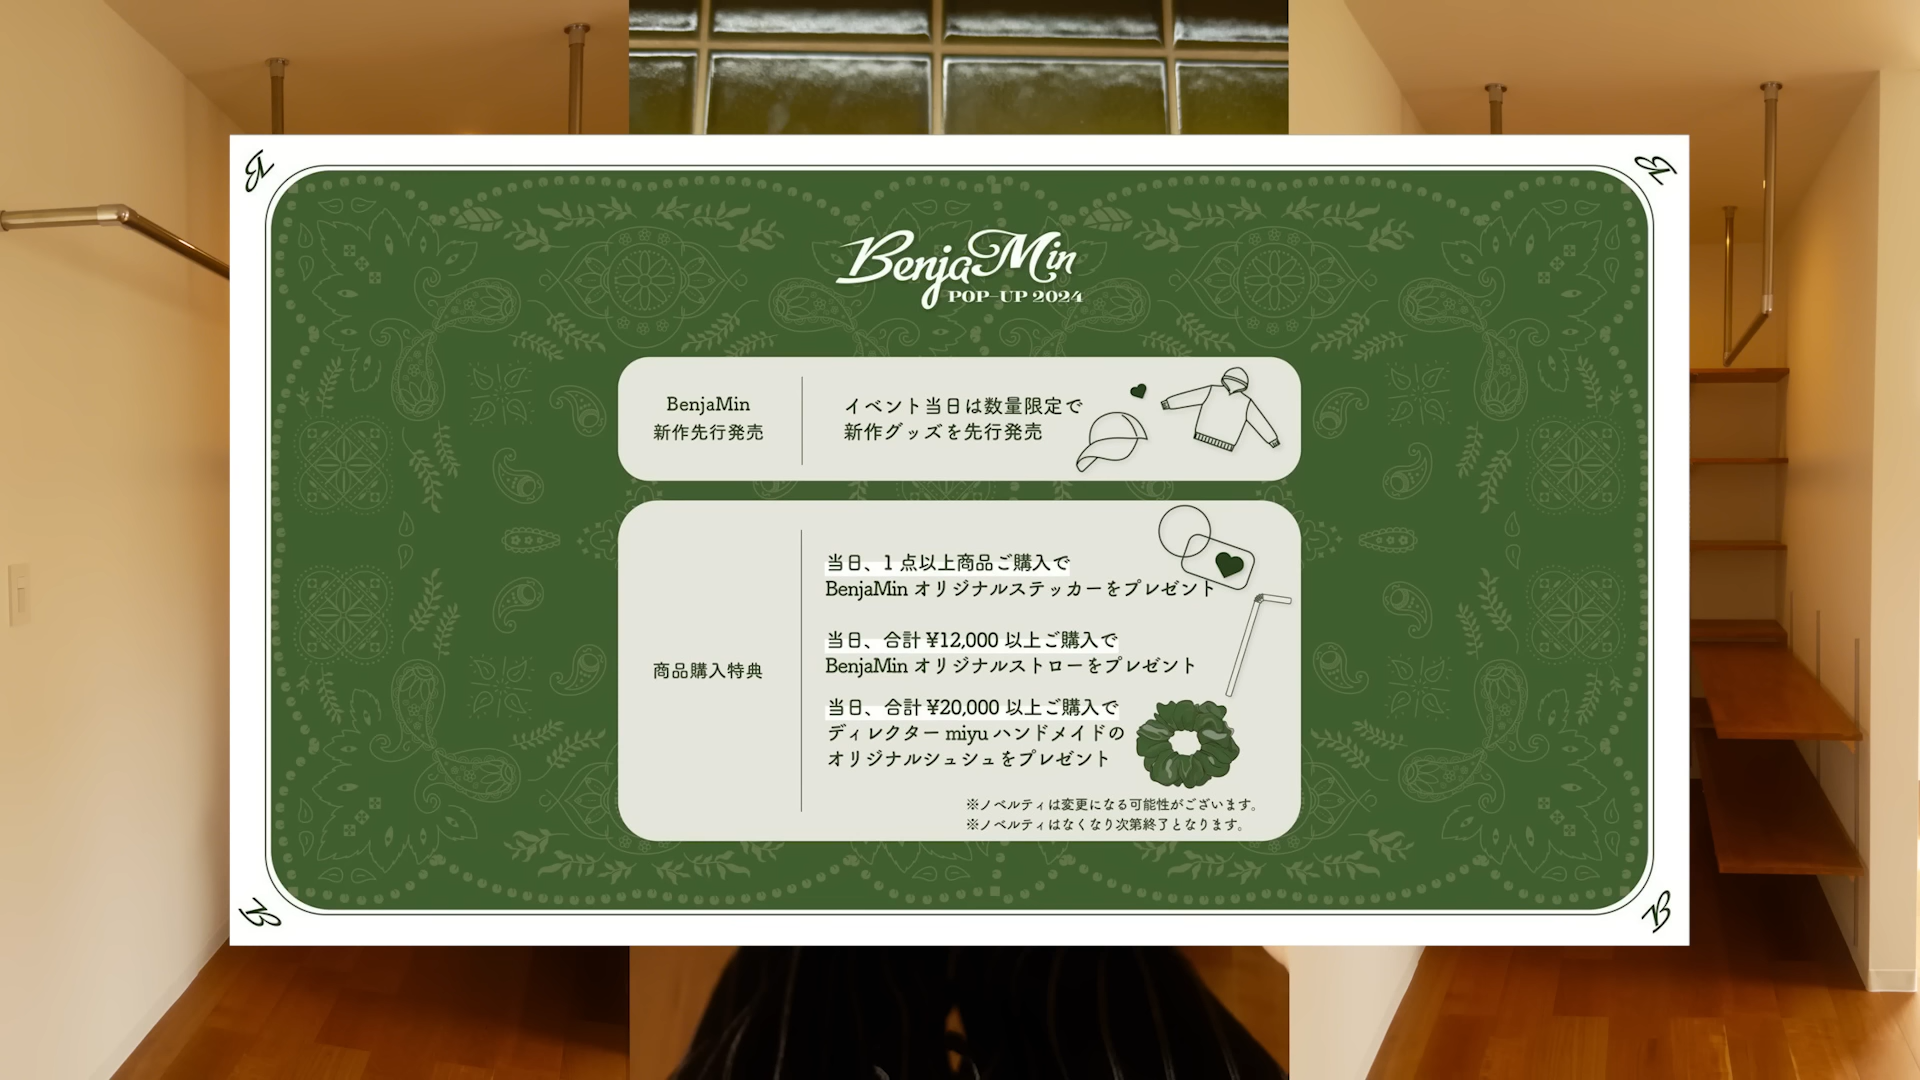 BenjaMin
POP-UP 2024
BenjaMin
新作先行発売
イベント当日は数量限定で
新作グッズを先行発売
商品購入特典
当日、1 点以上商品ご購入で
BenjaMin オリジナルステッカーをプレゼント
当日、合計 ¥12,000 以上ご購入で
BenjaMin オリジナルストローをプレゼント
当日、合計 ¥20,000 以上ご購入で
ディレクター miyu ハンドメイドの
オリジナルシュシュをプレゼント
※ノベルティは変更になる可能性がございます。
※ノベルティはなくなり次第終了となります。